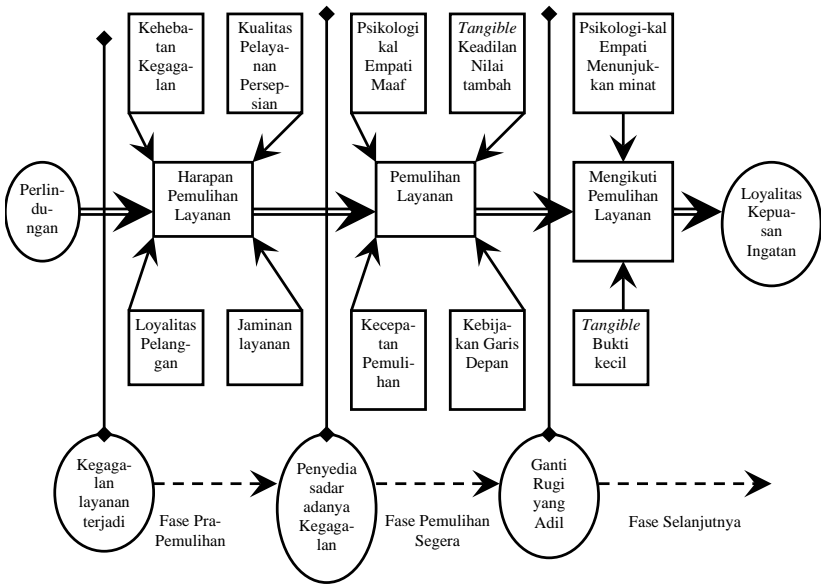 Keheba-
tan
Kegaga-
lan
Kualitas
Pelaya-
nan
Persep-
sian
Psikologi
kal
Empati
Maaf
Tangible
Keadilan
Nilai
tambah
Psikologi-kal
Empati
Menunjuk-
kan minat
Perlin-
du-
ngan
Harapan
Pemulihan
Layanan
Pemulihan
Layanan
Mengikuti
Pemulihan
Layanan
Loyalitas
Kepua-
san
Ingatan
Loyalitas
Pelang-
gan
Jaminan
layanan
Kecepa-
tan
Pemuli-
han
Kebija-
kan Garis
Depan
Tangible
Bukti
kecil
Kegaga-
lan
layanan
terjadi
Fase Pra-
Pemulihan
Penyedia
sadar
adanya
Kegaga-
lan
Fase Pemulihan
Segera
Ganti
Rugi
yang
Adil
Fase Selanjutnya